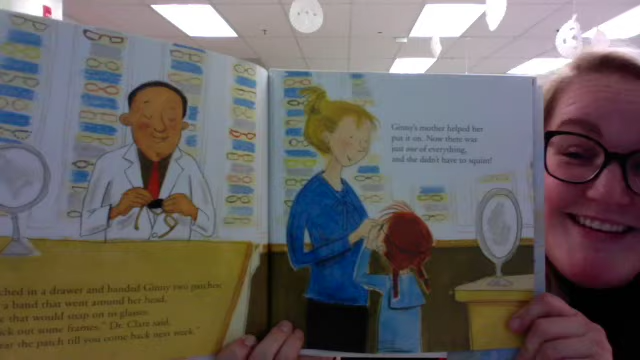 ched in a drawer and handed Ginny two patches
a band that went around her head,
e that would snap on to glasses.
ick out some frames," Dr. Clare said,
ear the patch till you come back next week."
Ginny's mother helped her
put it on. Now there was
just one of everything,
and she didn't have to squint!